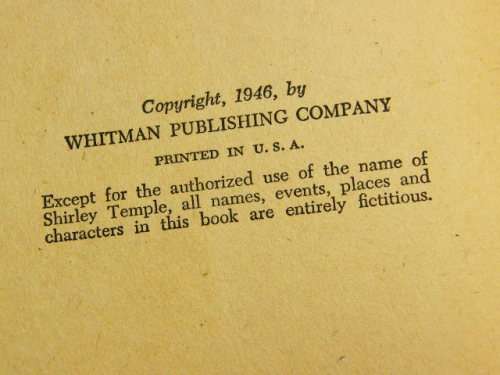 Copyright, 1946, by
WHITMAN PUBLISHING COMPANY
PRINTED IN U. S. A.
Except for the authorized use of the name of
Shirley Temple, all names, events, places and
characters in this book are entirely fictitious.